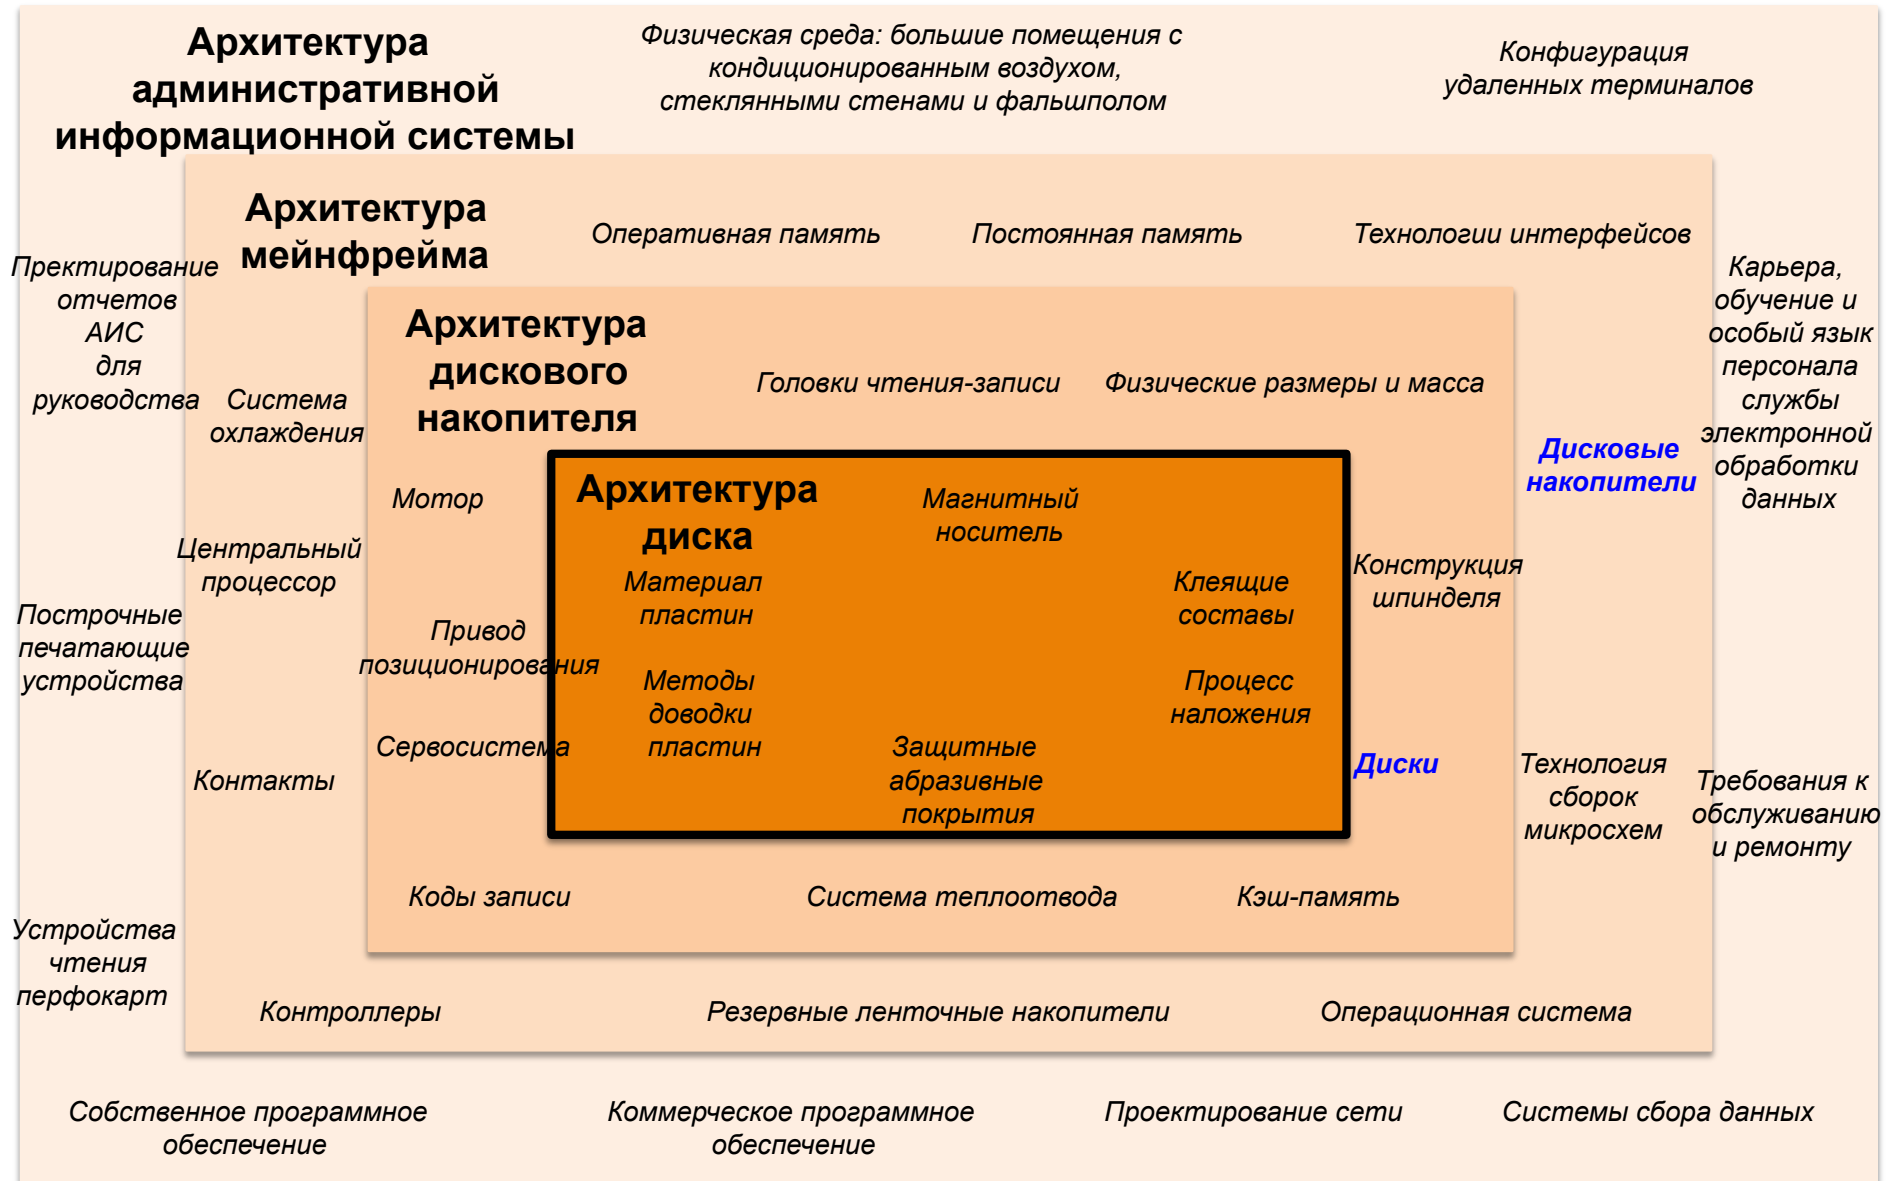 Архитектура
административной
информационной системы
Физическая среда: большие помещения с
кондиционированным воздухом,
стеклянными стенами и фальшполом
Конфигурация
удаленных терминалов
Архитектура
мейнфрейма
Оперативная память
Постоянная память
Технологии интерфейсов
Пректирование
отчетов
АИС
для
руководства
Карьера,
обучение и
особый язык
персонала
службы
электронной
обработки
данных
Архитектура
дискового
накопителя
Головки чтения-записи
Физические размеры и масса
Система
охлаждения
Дисковые
накопители
Мотор
Архитектура
диска
Магнитный
носитель
Центральный
процессор
Материал
пластин
Клеящие
составы
Конструкция
шпинделя
Построчные
печатающие
устройства
Привод
позиционирования
Методы
доводки
пластин
Процесс
наложения
Сервосистема
Защитные
абразивные
покрытия
Диски
Контакты
Технология
сборок
микросхем
Требования к
обслуживанию
и ремонту
Коды записи
Система теплоотвода
Кэш-память
Устройства
чтения
перфокарт
Контроллеры
Резервные ленточные накопители
Операционная система
Собственное программное
обеспечение
Коммерческое программное
обеспечение
Проектирование сети
Системы сбора данных